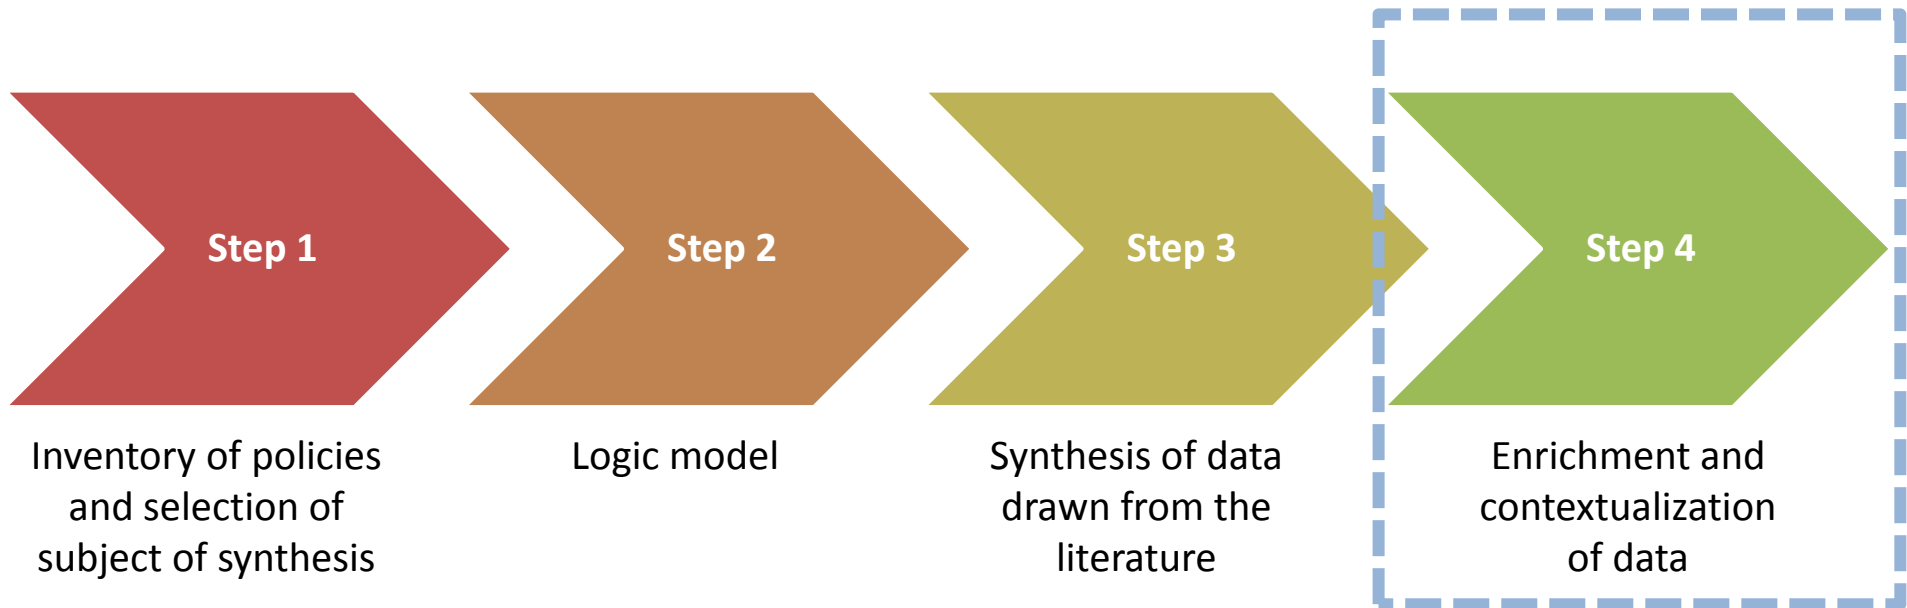 Step 1
Step 2
Step 3
Step 4
Inventory of policies
and selection of
subject of synthesis
Logic model
Synthesis of data
drawn from the
literature
Enrichment and
contextualization
of data